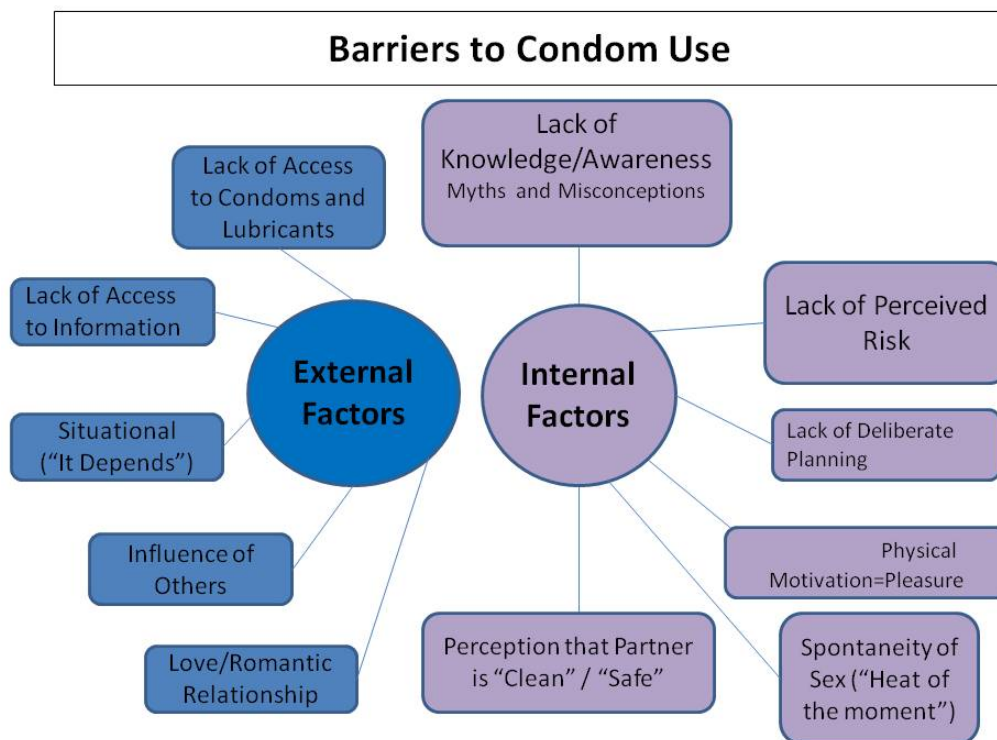 Barriers to Condom Use
Lack of Access
to Condoms and
Lubricants
Lack of Access
to Information
Situational
(“It Depends”)
Influence of
Others
Love/Romantic
Relationship
External
Factors
Internal
Factors
Lack of
Knowledge/Awareness
Myths and Misconceptions
Lack of Perceived
Risk
Lack of Deliberate
Planning
Physical
Motivation=Pleasure
Spontaneity of
Sex (“Heat of
the moment”)
Perception that Partner
is “Clean” / “Safe”